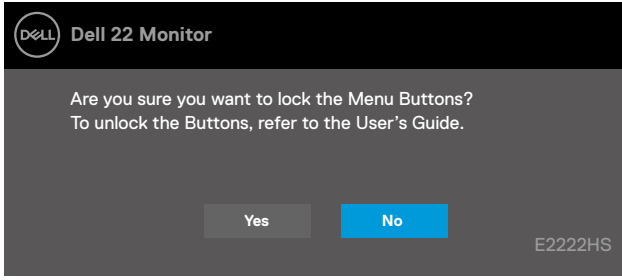 DELL Dell 22 Monitor
Are you sure you want to lock the Menu Buttons?
To unlock the Buttons, refer to the User’s Guide.
Yes No
E2222HS